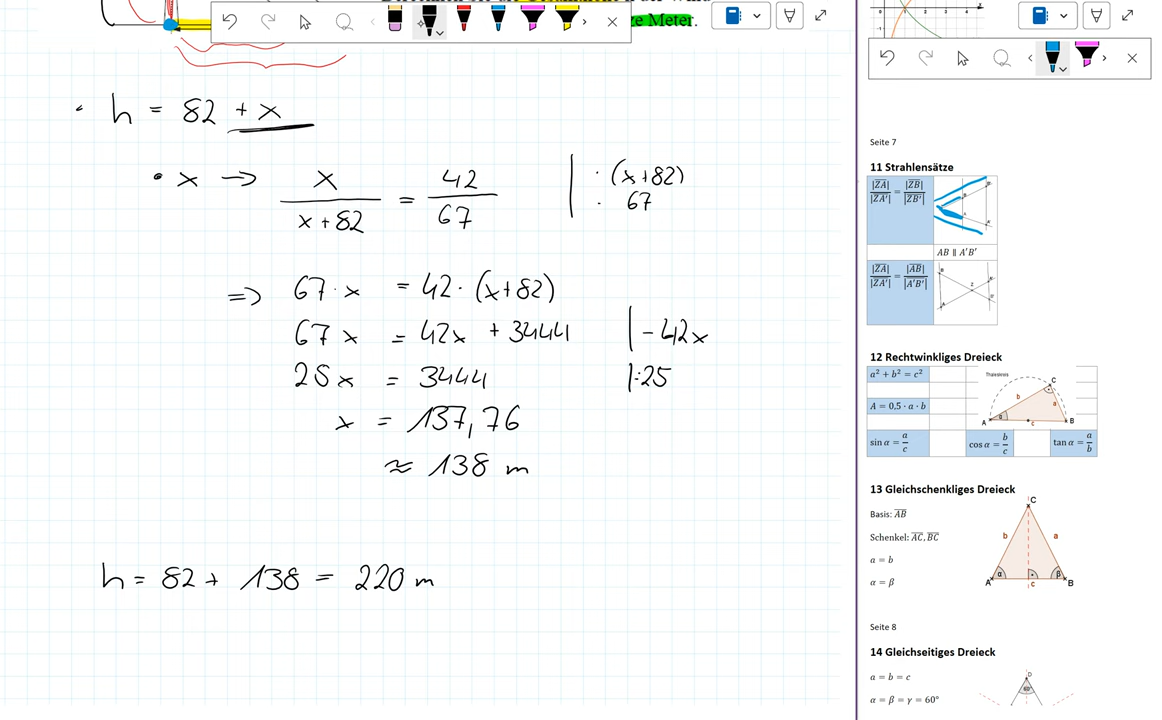 ze Meter.
h = 82 + x
• x → x / (x + 82) = 42 / 67 | · (x+82) · 67
=> 67 · x = 42 · (x+82)
67 x = 42x + 3444 | - 42x
25 x = 3444 |:25
x = 137,76
≈ 138 m
h = 82 + 138 = 220 m
Seite 7
11 Strahlensätze
|ZA| / |ZA'| = |ZB| / |ZB'|
AB ∥ A'B'
|ZA| / |ZA'| = |AB| / |A'B'|
12 Rechtwinkliges Dreieck
a² + b² = c²
Thaleskreis
C
b
a
A = 0,5 · a · b
A
α
c
B
sin α = a/c
cos α = b/c
tan α = a/b
13 Gleichschenkliges Dreieck
C
Basis: AB
Schenkel: AC, BC
b
a
a = b
α = β
α
β
A
c
B
Seite 8
14 Gleichseitiges Dreieck
a = b = c
D
60°
α = β = γ = 60°